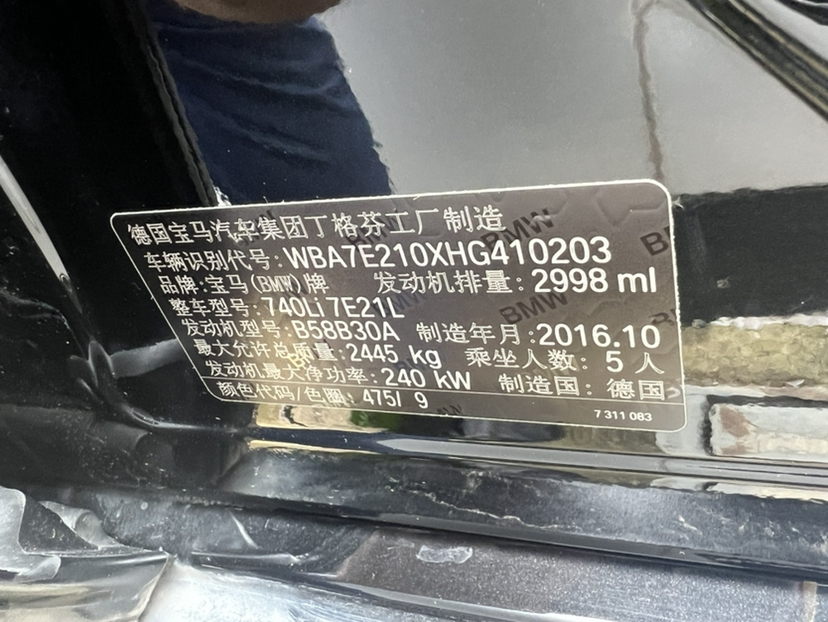 德国宝马汽车集团丁格芬工厂制造
车辆识别代号:WBA7E210XHG410203
品牌:宝马(BMW)牌 发动机排量:2998 ml
整车型号:740Li 7E21L
发动机型号:B58B30A 制造年月:2016.10
最大允许总质量:2445 kg 乘坐人数:5人
发动机最大净功率:240 kW 制造国:德国
颜色代码/色圈:475/ 9
7 311 083